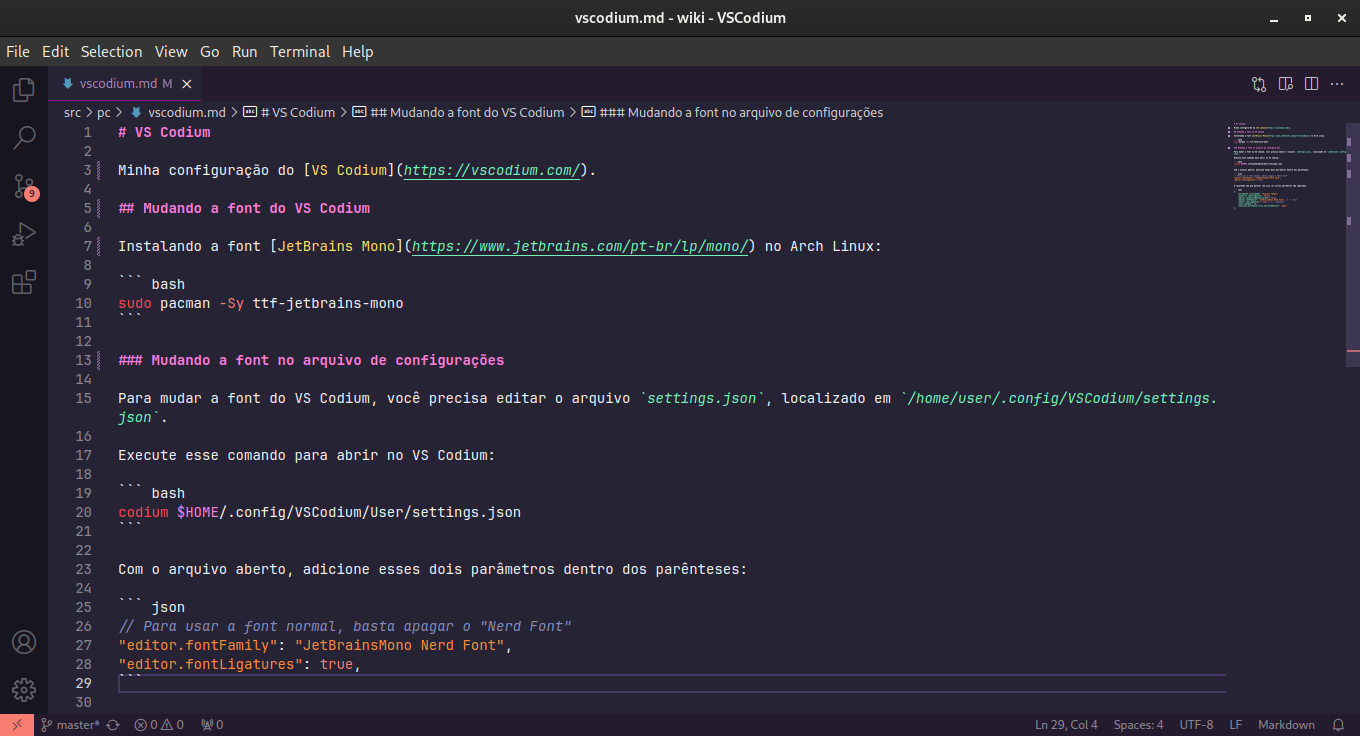 vscodium.md - wiki - VSCodium
File Edit Selection View Go Run Terminal Help
vscodium.md M
src > pc > vscodium.md > # VS Codium > ## Mudando a font do VS Codium > ### Mudando a font no arquivo de configurações
1 # VS Codium
2
3 Minha configuração do [VS Codium](https://vscodium.com/).
4
5 ## Mudando a font do VS Codium
6
7 Instalando a font [JetBrains Mono](https://www.jetbrains.com/pt-br/lp/mono/) no Arch Linux:
8
9 ``` bash
10 sudo pacman -Sy ttf-jetbrains-mono
11 ```
12
13 ### Mudando a font no arquivo de configurações
14
15 Para mudar a font do VS Codium, você precisa editar o arquivo `settings.json`, localizado em `/home/user/.config/VSCodium/settings.
json`.
16
17 Execute esse comando para abrir no VS Codium:
18
19 ``` bash
20 codium $HOME/.config/VSCodium/User/settings.json
21 ```
22
23 Com o arquivo aberto, adicione esses dois parâmetros dentro dos parênteses:
24
25 ``` json
26 // Para usar a font normal, basta apagar o "Nerd Font"
27 "editor.fontFamily": "JetBrainsMono Nerd Font",
28 "editor.fontLigatures": true,
29 ```
30
9
master* 0 0 0 Ln 29, Col 4 Spaces: 4 UTF-8 LF Markdown